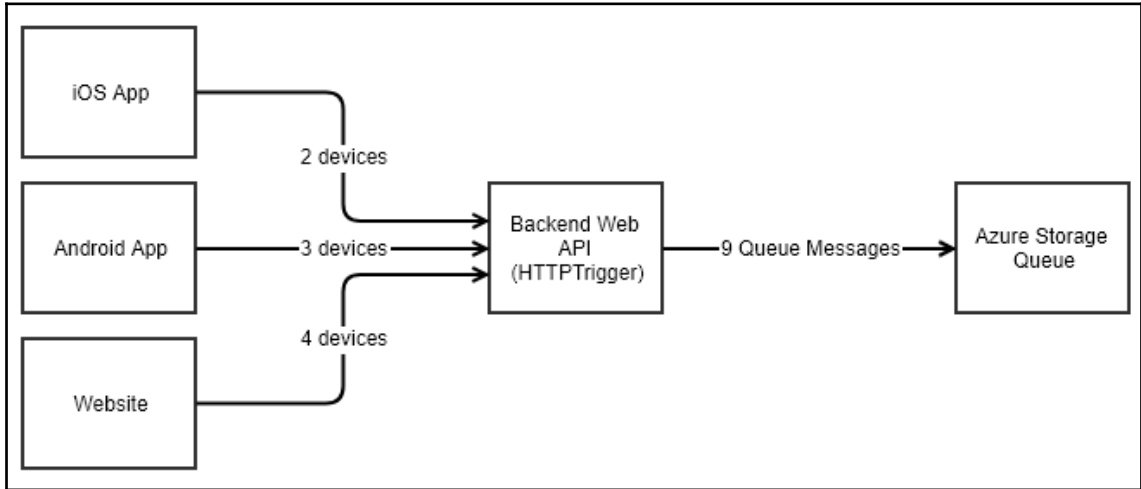 iOS App
2 devices
Android App
3 devices
Website
4 devices
Backend Web
API
(HTTPTrigger)
9 Queue Messages
Azure Storage
Queue